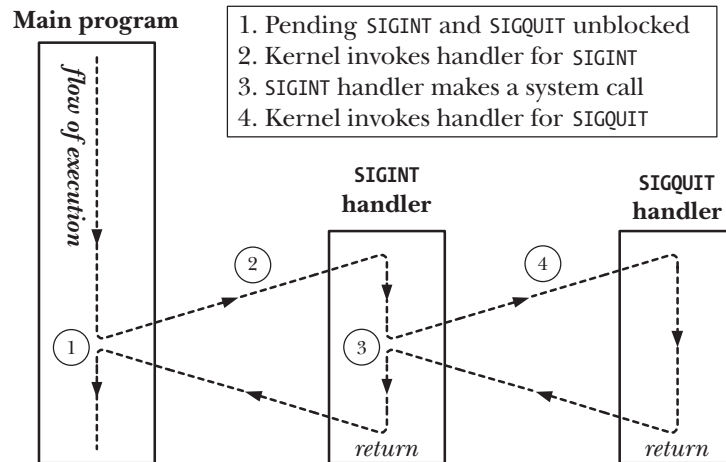 Main program
1. Pending SIGINT and SIGQUIT unblocked
2. Kernel invokes handler for SIGINT
3. SIGINT handler makes a system call
4. Kernel invokes handler for SIGQUIT
flow of execution
SIGINT
handler
SIGQUIT
handler
2
4
1
3
return
return